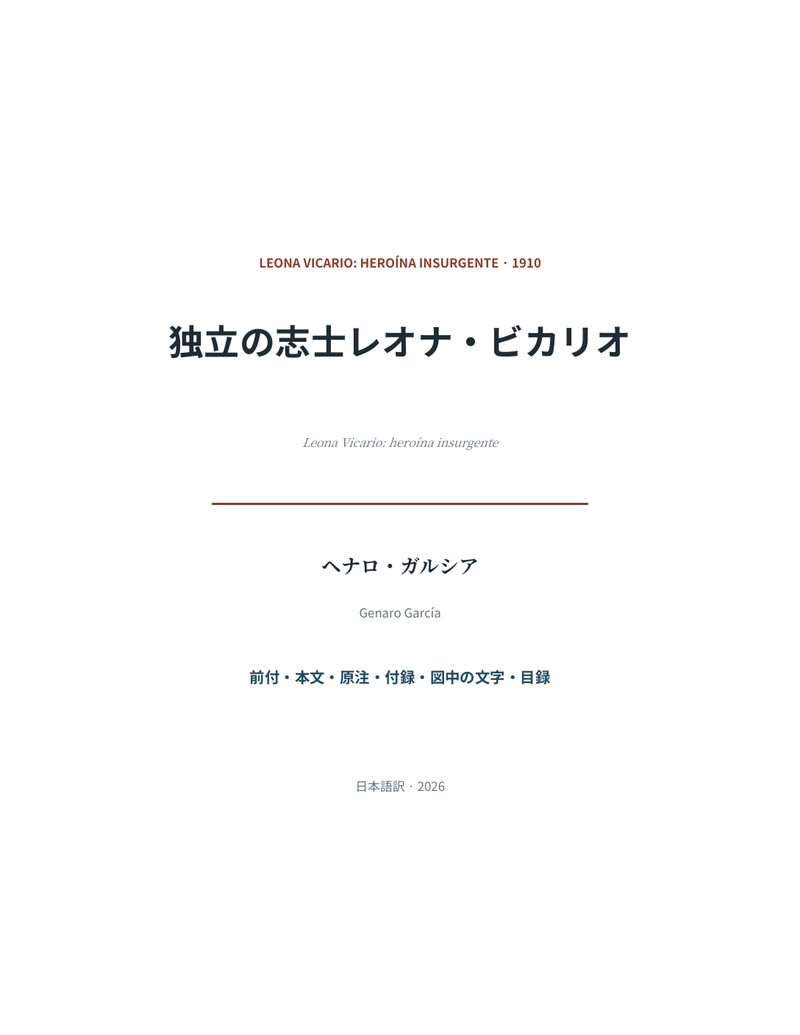 LEONA VICARIO: HEROÍNA INSURGENTE · 1910
独立の志士レオナ・ビカリオ
Leona Vicario: heroína insurgente
ヘナロ・ガルシア
Genaro García
前付・本文・原注・付録・図中の文字・目録
日本語訳 · 2026